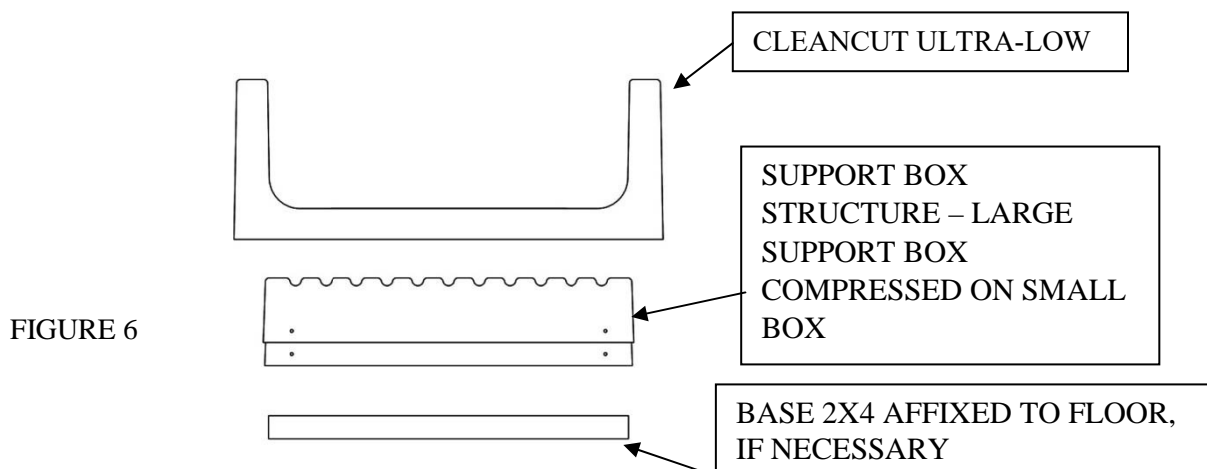 CLEANCUT ULTRA-LOW
SUPPORT BOX
STRUCTURE – LARGE
SUPPORT BOX
COMPRESSED ON SMALL
BOX
FIGURE 6
BASE 2X4 AFFIXED TO FLOOR,
IF NECESSARY